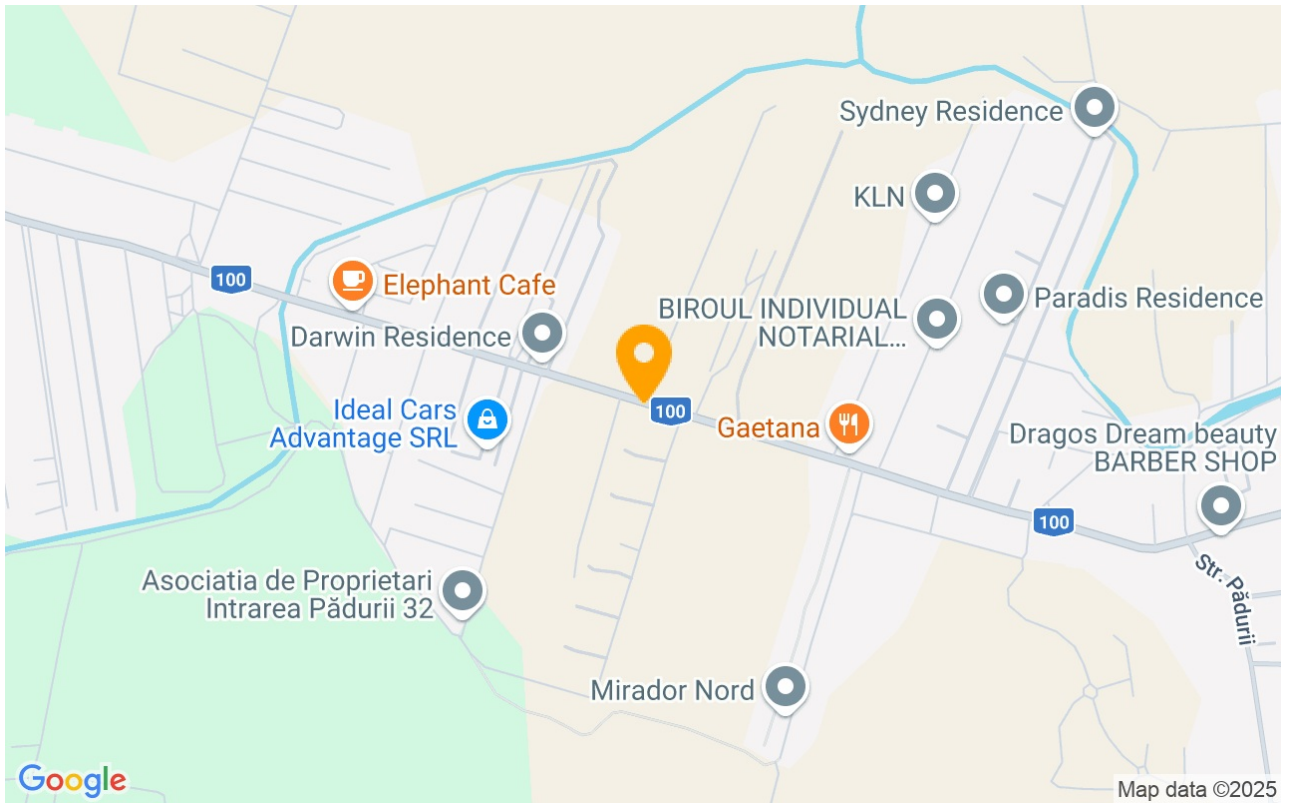 Sydney Residence
KLN
100
Elephant Cafe
BIROUL INDIVIDUAL
NOTARIAL...
Paradis Residence
Darwin Residence
Ideal Cars
Advantage SRL
100
Gaetana
Dragos Dream beauty
BARBER SHOP
100
Str. Pădurii
Asociatia de Proprietari
Intrarea Pădurii 32
Mirador Nord
Google
Map data ©2025